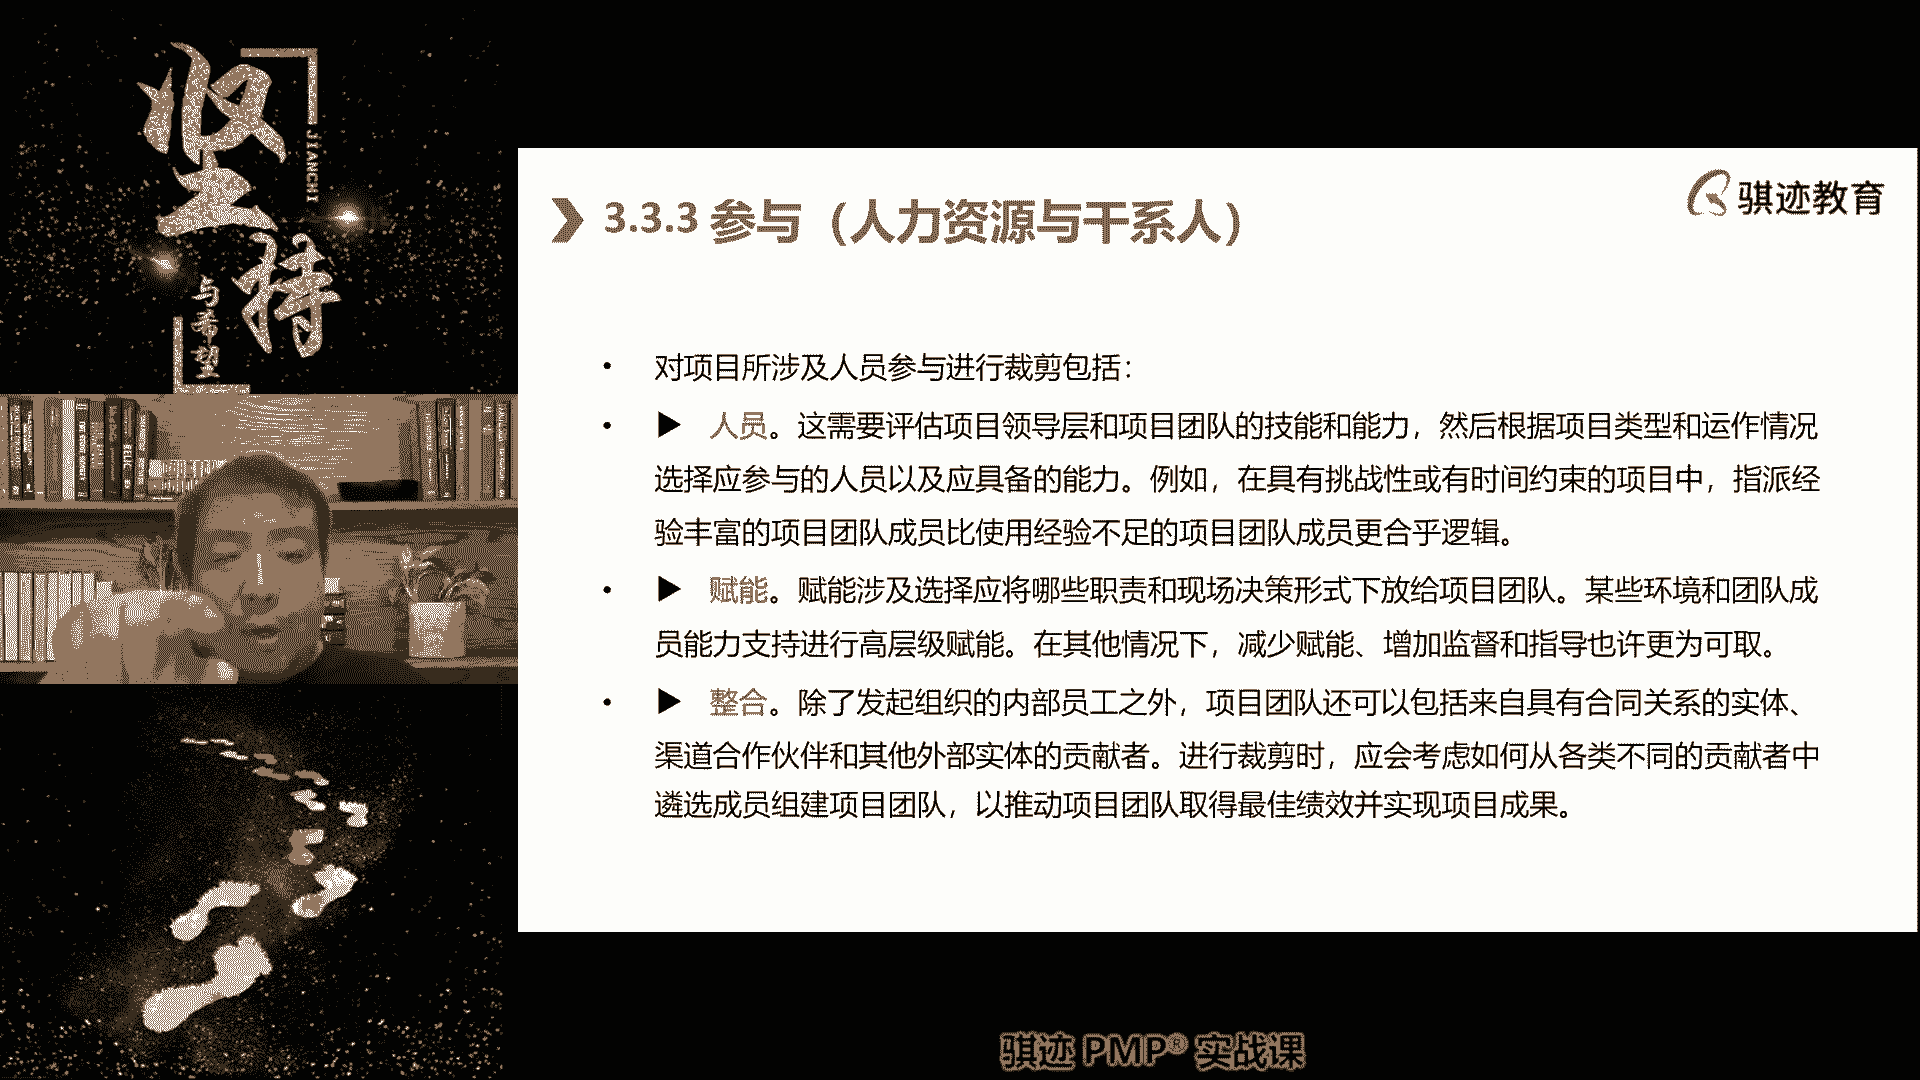 坚持
JIANCHI
与希望
骐迹教育
3.3.3 参与（人力资源与干系人）
• 对项目所涉及人员参与进行裁剪包括：
• ► 人员。这需要评估项目领导层和项目团队的技能和能力，然后根据项目类型和运作情况
选择应参与的人员以及应具备的能力。例如，在具有挑战性或有时间约束的项目中，指派经
验丰富的项目团队成员比使用经验不足的项目团队成员更合乎逻辑。
• ► 赋能。赋能涉及选择应将哪些职责和现场决策形式下放给项目团队。某些环境和团队成
员能力支持进行高层级赋能。在其他情况下，减少赋能、增加监督和指导也许更为可取。
• ► 整合。除了发起组织的内部员工之外，项目团队还可以包括来自具有合同关系的实体、
渠道合作伙伴和其他外部实体的贡献者。进行裁剪时，应会考虑如何从各类不同的贡献者中
遴选成员组建项目团队，以推动项目团队取得最佳绩效并实现项目成果。
骐迹 PMP® 实战课